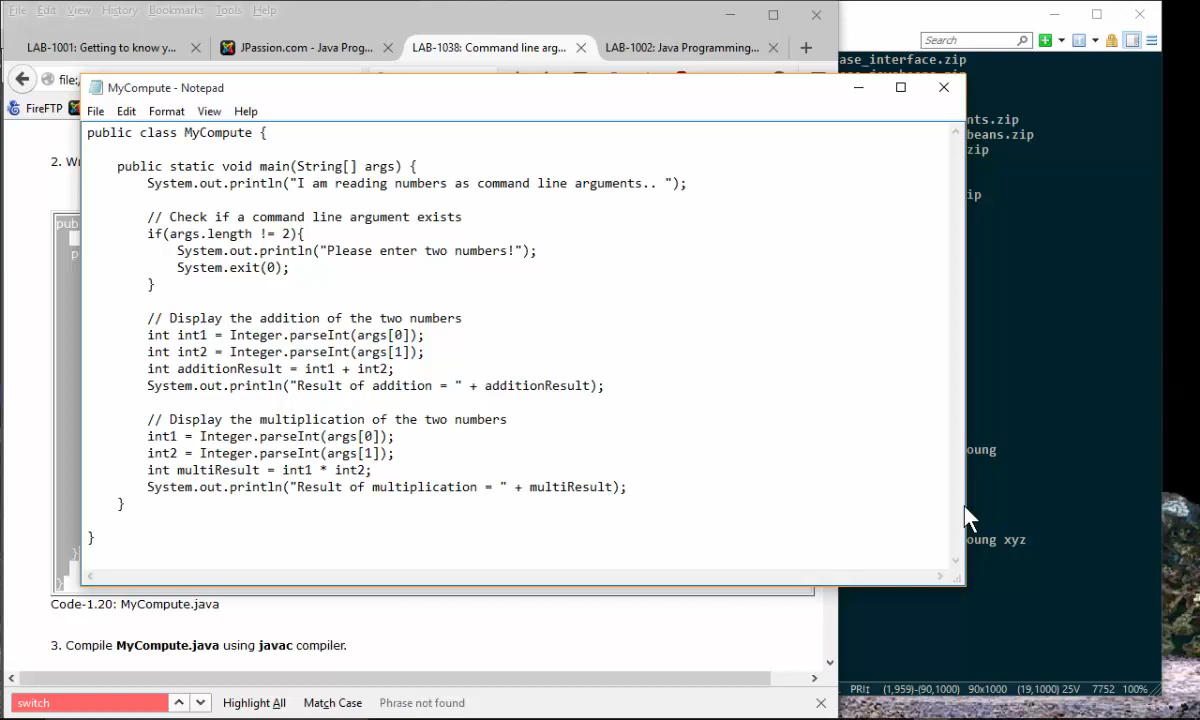 File Edit View History Bookmarks Tools Help
LAB-1001: Getting to know y...
JPassion.com - Java Prog...
LAB-1038: Command line arg...
LAB-1002: Java Programming...
file:
Search
FireFTP
MyCompute - Notepad
File Edit Format View Help
public class MyCompute {
public static void main(String[] args) {
System.out.println("I am reading numbers as command line arguments.. ");
// Check if a command line argument exists
if(args.length != 2){
System.out.println("Please enter two numbers!");
System.exit(0);
}
// Display the addition of the two numbers
int int1 = Integer.parseInt(args[0]);
int int2 = Integer.parseInt(args[1]);
int additionResult = int1 + int2;
System.out.println("Result of addition = " + additionResult);
// Display the multiplication of the two numbers
int1 = Integer.parseInt(args[0]);
int2 = Integer.parseInt(args[1]);
int multiResult = int1 * int2;
System.out.println("Result of multiplication = " + multiResult);
}
}
ase_interface.zip
nts.zip
beans.zip
zip
ip
oung
oung xyz
2. Wr
pub
p
}
}
Code-1.20: MyCompute.java
3. Compile MyCompute.java using javac compiler.
switch Highlight All Match Case Phrase not found
(1,959)-(90,1000) 90x1000 (19,1000) 25V 7752 100%